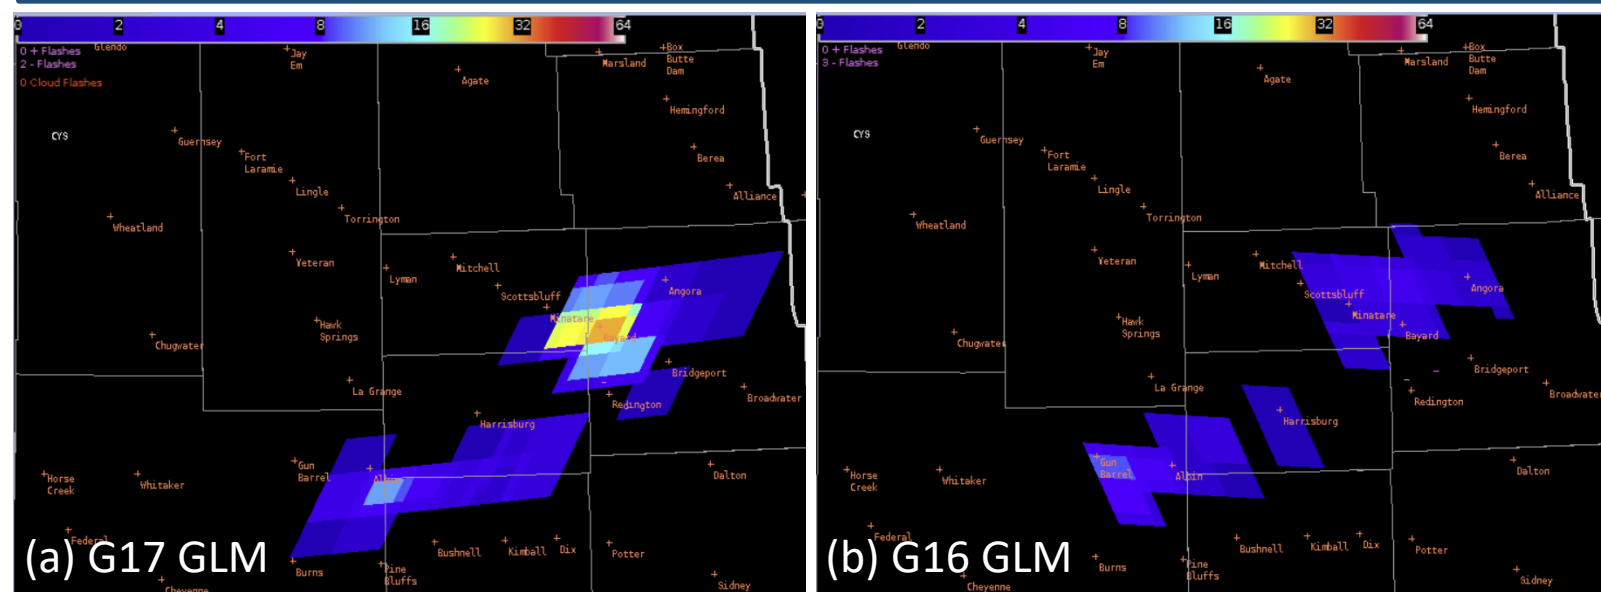 0 2 4 8 16 32 64
0 + Flashes
2 - Flashes
0 Cloud Flashes
CYS
Glendo
Jay
Em
Agate
Marsland
Box
Butte
Dam
Hemingford
Guernsey
Fort
Laramie
Berea
Lingle
Alliance
Torrington
Wheatland
Veteran
Lyman
Mitchell
Scottsbluff
Angora
Minatare
Hawk
Springs
Chugwater
Bayard
Bridgeport
La Grange
Broadwater
Redington
Harrisburg
Gun
Barrel
Albin
Horse
Creek
Whitaker
Dalton
Federal
Bushnell
Kimball
Dix
Potter
Burns
Pine
Bluffs
Sidney
Cheyenne
(a) G17 GLM
0 2 4 8 16 32 64
0 + Flashes
3 - Flashes
CYS
Glendo
Jay
Em
Agate
Marsland
Box
Butte
Dam
Hemingford
Guernsey
Fort
Laramie
Berea
Lingle
Alliance
Torrington
Wheatland
Veteran
Lyman
Mitchell
Scottsbluff
Angora
Minatare
Hawk
Springs
Chugwater
Bayard
Bridgeport
La Grange
Broadwater
Redington
Harrisburg
Gun
Barrel
Albin
Horse
Creek
Whitaker
Dalton
Federal
Bushnell
Kimball
Dix
Potter
Burns
Pine
Bluffs
Sidney
Cheyenne
(b) G16 GLM